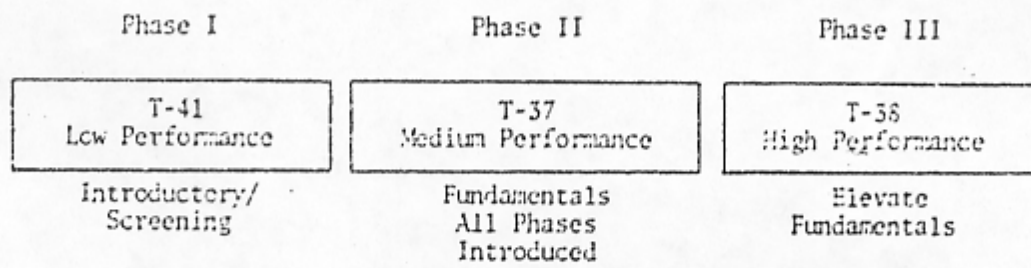 Phase I Phase II Phase III
T-41 T-37 T-38
Low Performance Medium Performance High Performance
Introductory/ Fundamentals Elevate
Screening All Phases Fundamentals
Introduced